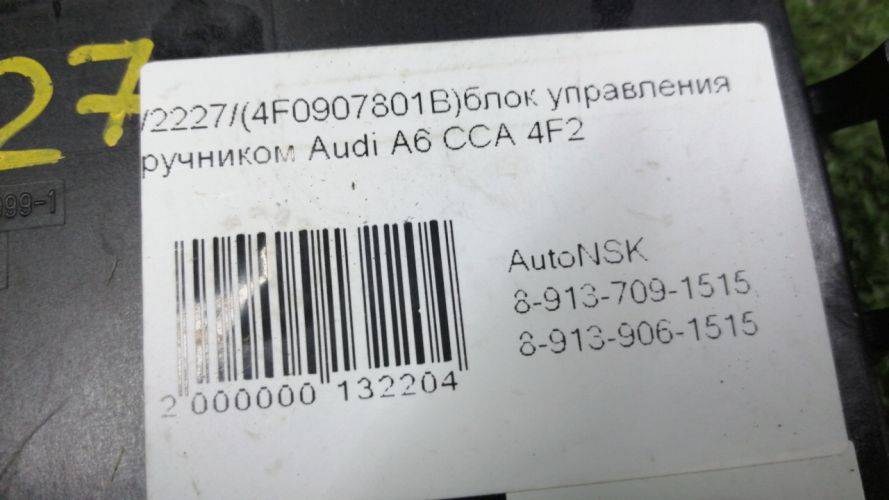 27
/2227/(4F0907801B)блок управления
ручником Audi A6 CCA 4F2
999-1
AutoNSK
8-913-709-1515
8-913-906-1515
2 000000 132204